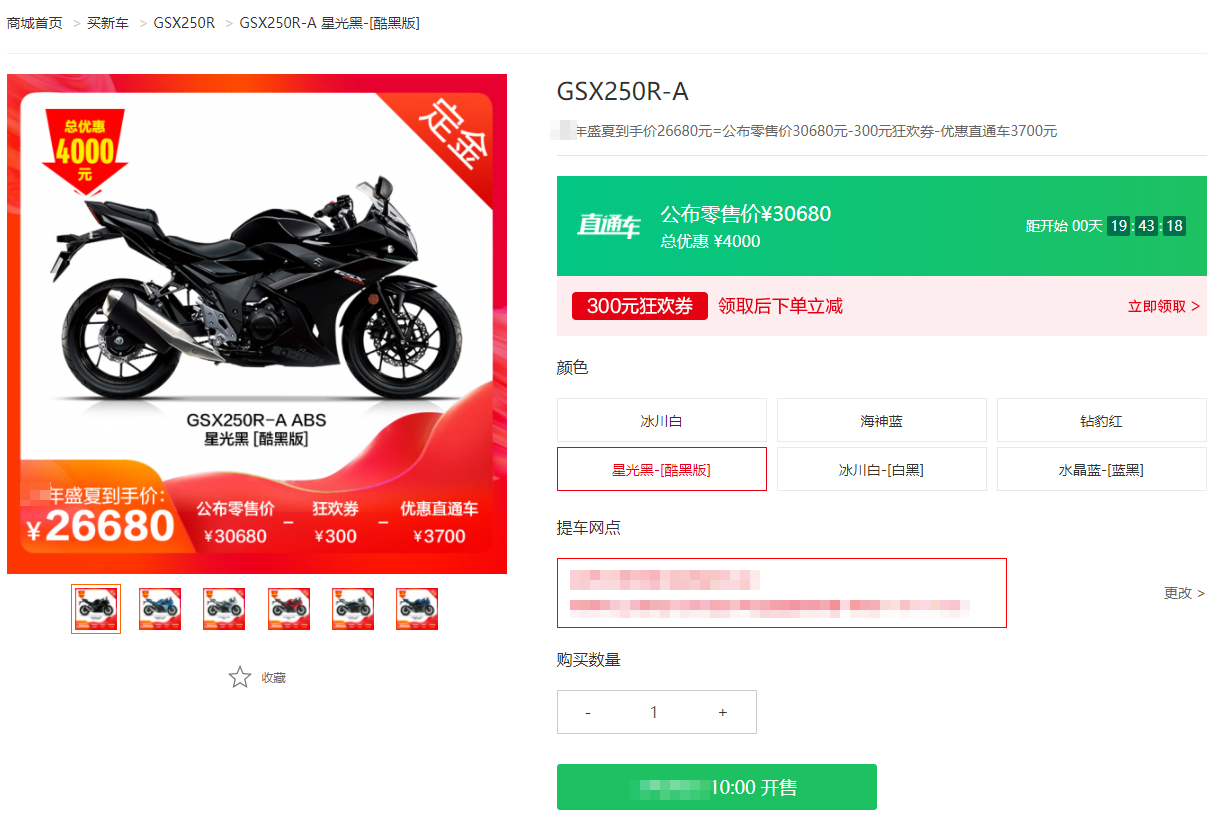 商城首页 > 买新车 > GSX250R > GSX250R-A 星光黑-[酷黑版]
总优惠
4000
元
定金
GSX
GSX250R-A ABS
星光黑 [酷黑版]
年盛夏到手价:
¥26680
公布零售价 - 狂欢券 - 优惠直通车
¥30680 ¥300 ¥3700
收藏
GSX250R-A
年盛夏到手价26680元=公布零售价30680元-300元狂欢券-优惠直通车3700元
直通车
公布零售价¥30680
总优惠 ¥4000
距开始 00天 19:43:18
300元狂欢券 领取后下单立减 立即领取 >
颜色
冰川白 海神蓝 钻豹红
星光黑-[酷黑版] 冰川白-[白黑] 水晶蓝-[蓝黑]
提车网点
更改 >
购买数量
- 1 +
10:00 开售